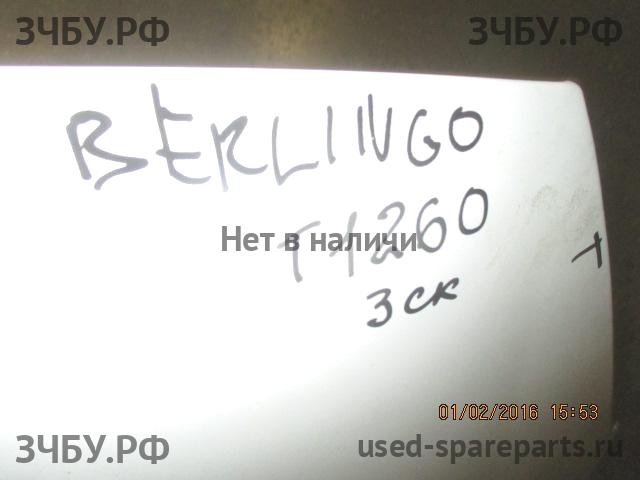 ЗЧБУ.РФ ЗЧБУ.РФ
BERLINGO
Нет в наличи
T1260
3 ск
х
01/02/2016 15:53
ЗЧБУ.РФ used-spareparts.ru